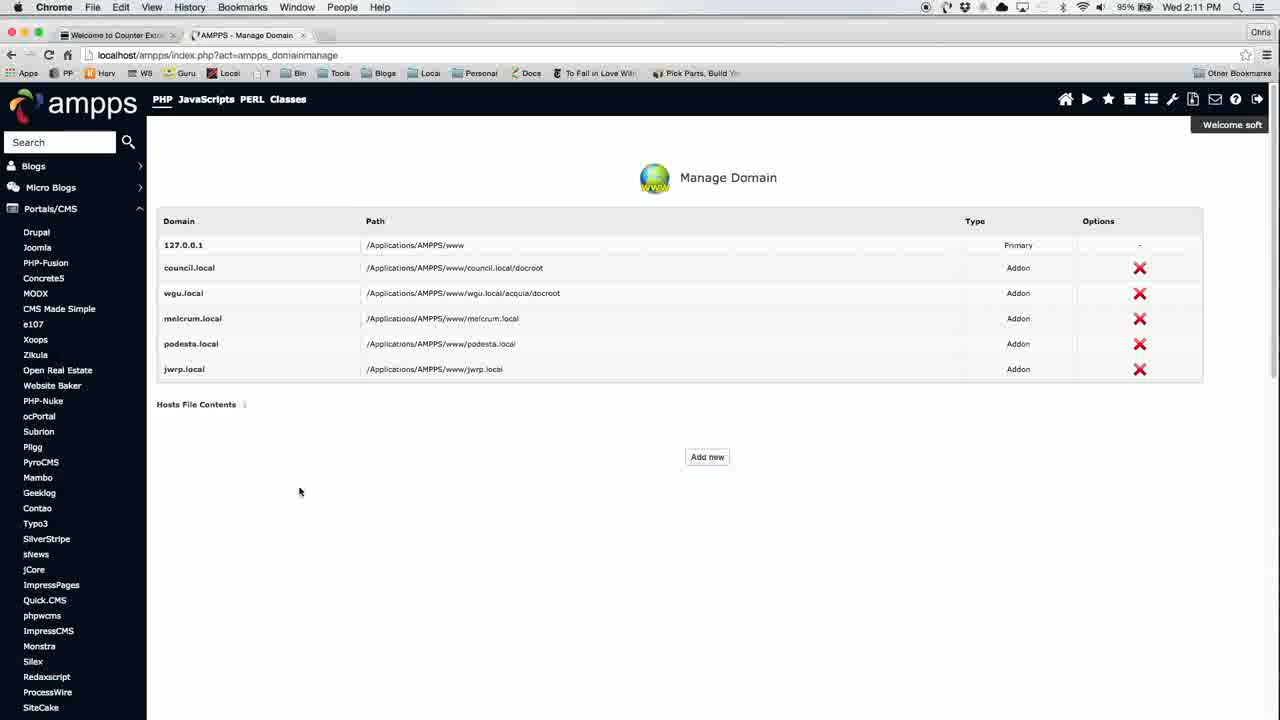 Chrome File Edit View History Bookmarks Window People Help 95% Wed 2:11 PM
Welcome to Counter Extre AMPPS - Manage Domain Chris
localhost/ampps/index.php?act=ampps_domainmanage
Apps PP Harv WS Guru Local T Bin Tools Blogs Local Personal Docs To Fall in Love With Pick Parts, Build Yo Other Bookmarks
ampps PHP JavaScripts PERL Classes
Welcome soft
Search
Blogs
Micro Blogs
Portals/CMS
Drupal
Joomla
PHP-Fusion
Concrete5
MODX
CMS Made Simple
e107
Xoops
Zikula
Open Real Estate
Website Baker
PHP-Nuke
ocPortal
Subrion
Pligg
PyroCMS
Mambo
Geeklog
Contao
Typo3
SilverStripe
sNews
jCore
ImpressPages
Quick.CMS
phpwcms
ImpressCMS
Monstra
Silex
Redaxscript
ProcessWire
SiteCake
www
Manage Domain
Domain Path Type Options
127.0.0.1 /Applications/AMPPS/www Primary -
council.local /Applications/AMPPS/www/council.local/docroot Addon
wgu.local /Applications/AMPPS/www/wgu.local/acquia/docroot Addon
melcrum.local /Applications/AMPPS/www/melcrum.local Addon
podesta.local /Applications/AMPPS/www/podesta.local Addon
jwrp.local /Applications/AMPPS/www/jwrp.local Addon
Hosts File Contents
Add new